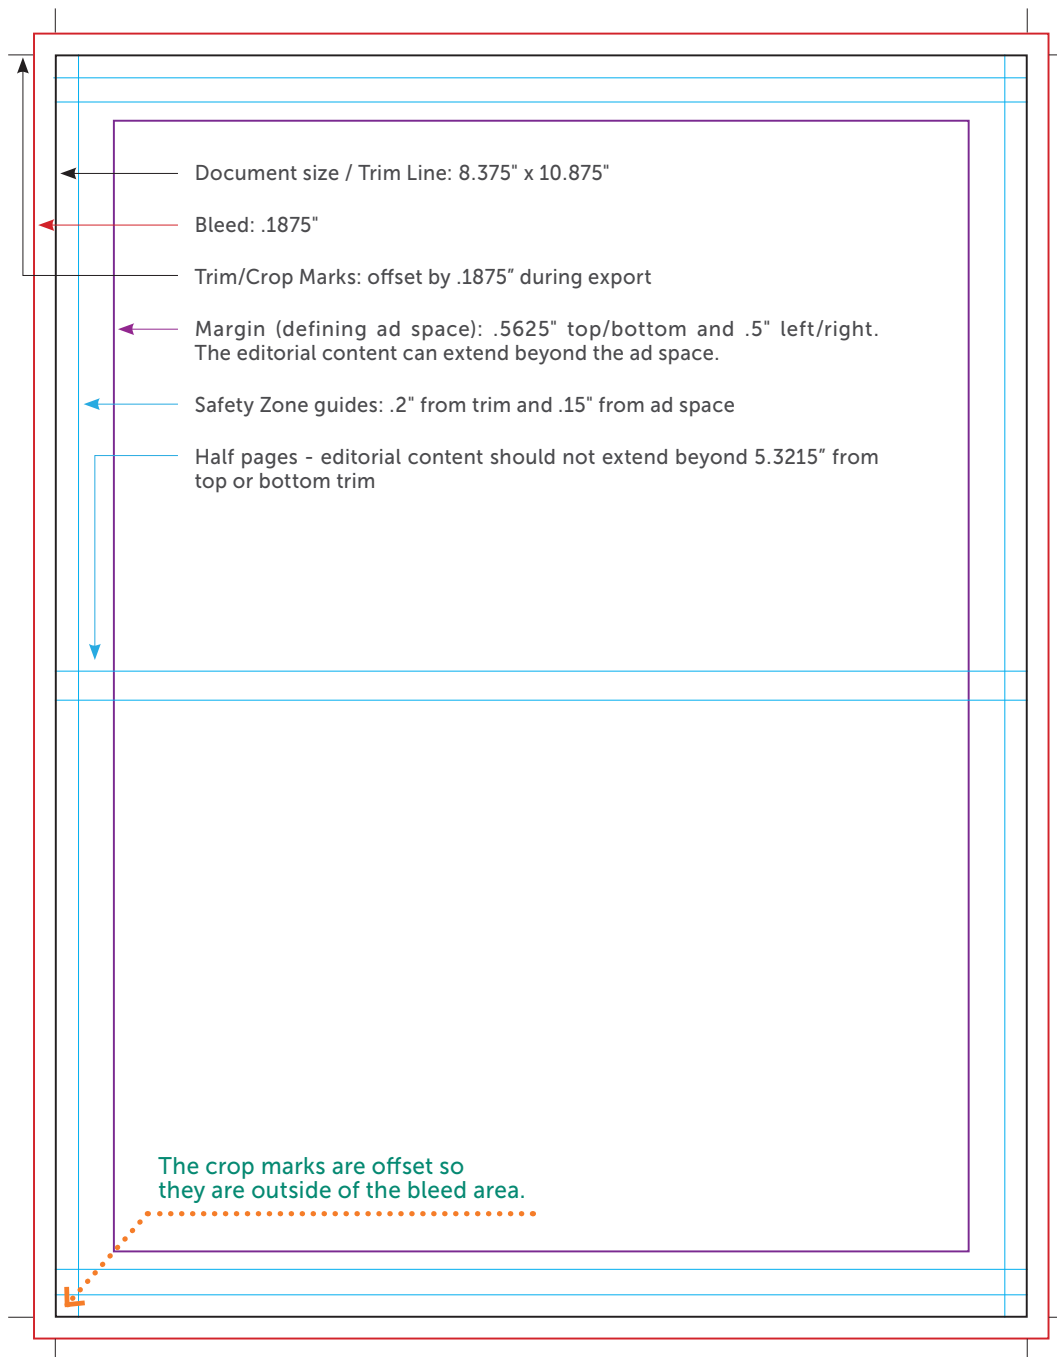 Document size / Trim Line: 8.375" x 10.875"
Bleed: .1875"
Trim/Crop Marks: offset by .1875” during export
Margin (defining ad space): .5625" top/bottom and .5" left/right.
The editorial content can extend beyond the ad space.
Safety Zone guides: .2" from trim and .15" from ad space
Half pages - editorial content should not extend beyond 5.3215” from
top or bottom trim
The crop marks are offset so
they are outside of the bleed area.